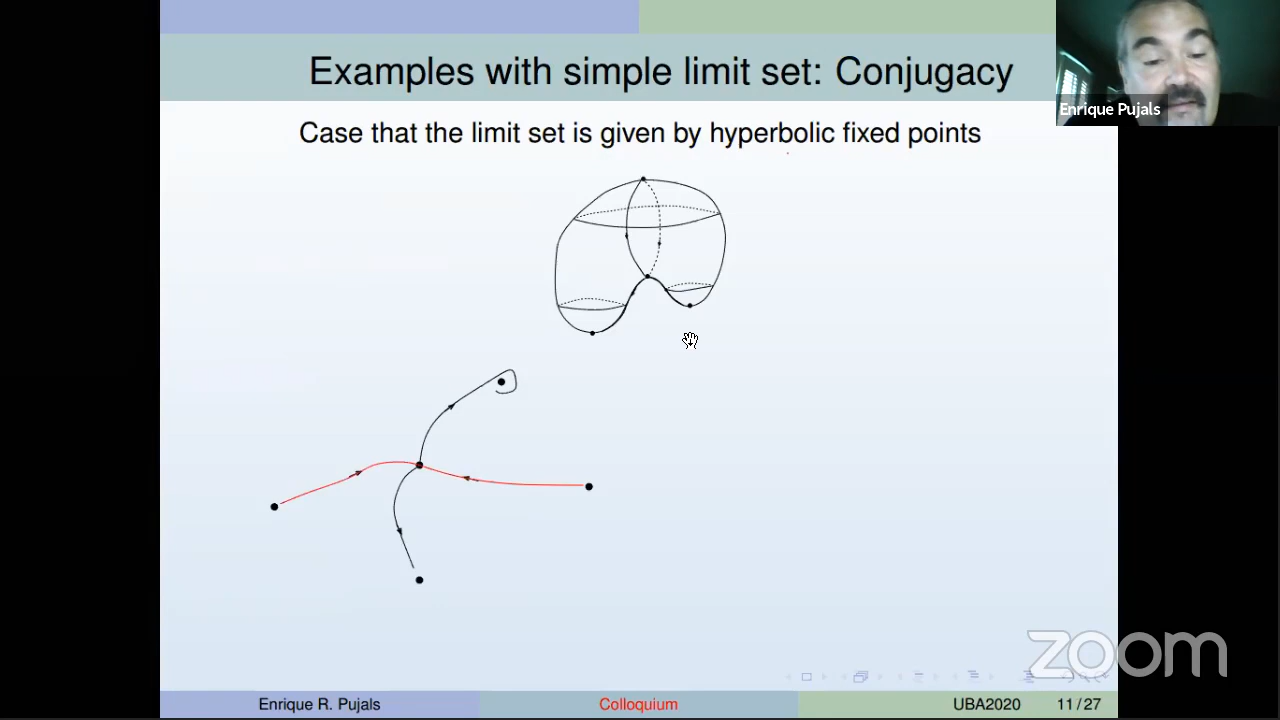 Examples with simple limit set: Conjugacy
Enrique Pujals
Case that the limit set is given by hyperbolic fixed points
zoom
Enrique R. Pujals
Colloquium
UBA2020
11/27